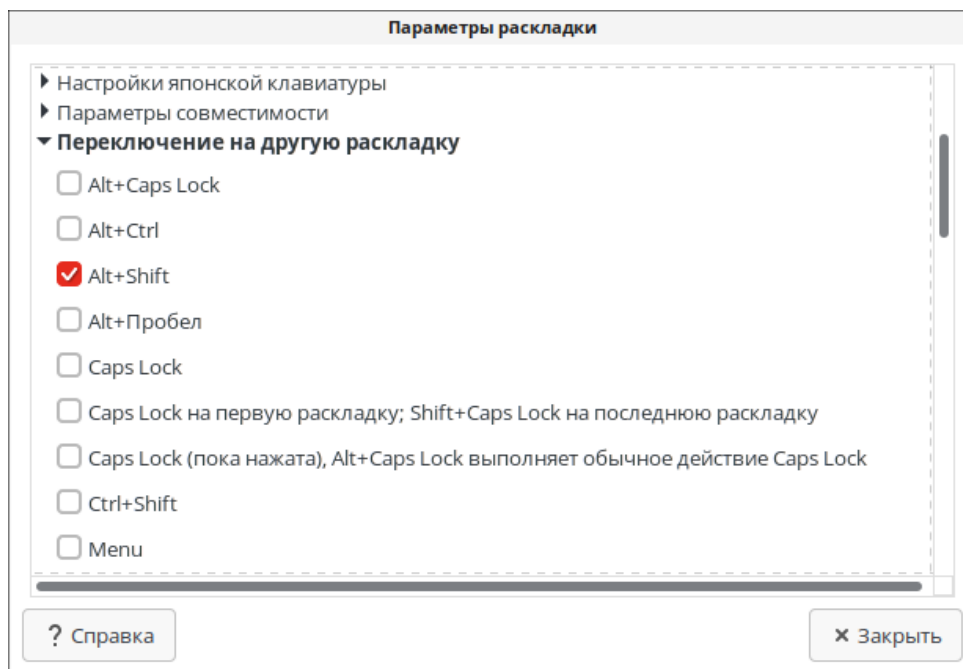 Параметры раскладки
Настройки японской клавиатуры
Параметры совместимости
Переключение на другую раскладку
Alt+Caps Lock
Alt+Ctrl
Alt+Shift
Alt+Пробел
Caps Lock
Caps Lock на первую раскладку; Shift+Caps Lock на последнюю раскладку
Caps Lock (пока нажата), Alt+Caps Lock выполняет обычное действие Caps Lock
Ctrl+Shift
Menu
? Справка
× Закрыть